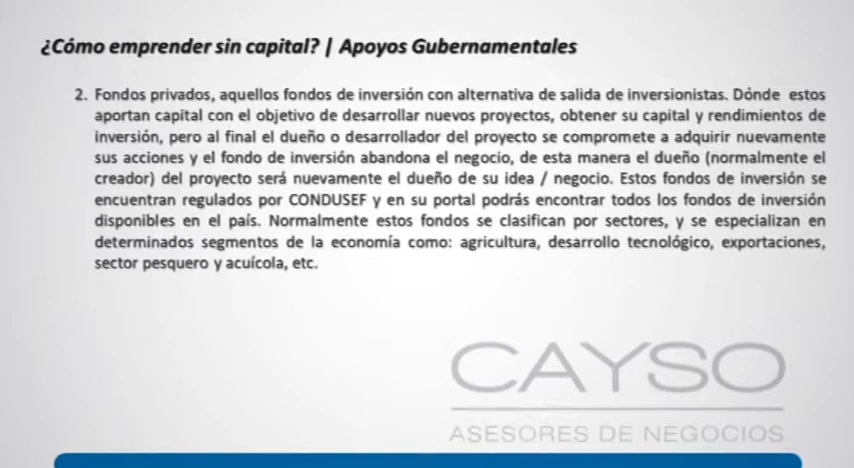 ¿Cómo emprender sin capital? | Apoyos Gubernamentales
2. Fondos privados, aquellos fondos de inversión con alternativa de salida de inversionistas. Dónde estos
aportan capital con el objetivo de desarrollar nuevos proyectos, obtener su capital y rendimientos de
inversión, pero al final el dueño o desarrollador del proyecto se compromete a adquirir nuevamente
sus acciones y el fondo de inversión abandona el negocio, de esta manera el dueño (normalmente el
creador) del proyecto será nuevamente el dueño de su idea / negocio. Estos fondos de inversión se
encuentran regulados por CONDUSEF y en su portal podrás encontrar todos los fondos de inversión
disponibles en el país. Normalmente estos fondos se clasifican por sectores, y se especializan en
determinados segmentos de la economía como: agricultura, desarrollo tecnológico, exportaciones,
sector pesquero y acuícola, etc.
CAYSO
ASESORES DE NEGOCIOS